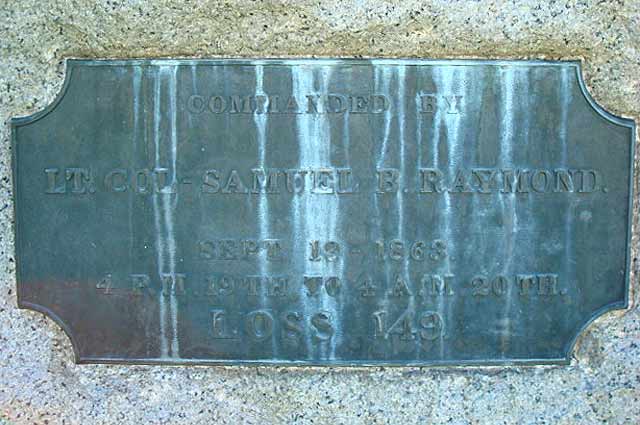 COMMANDED BY
LT. COL - SAMUEL B. RAYMOND.
SEPT 19 - 1863.
4 P.M. 19TH TO 4 A.M. 20TH.
LOSS 149